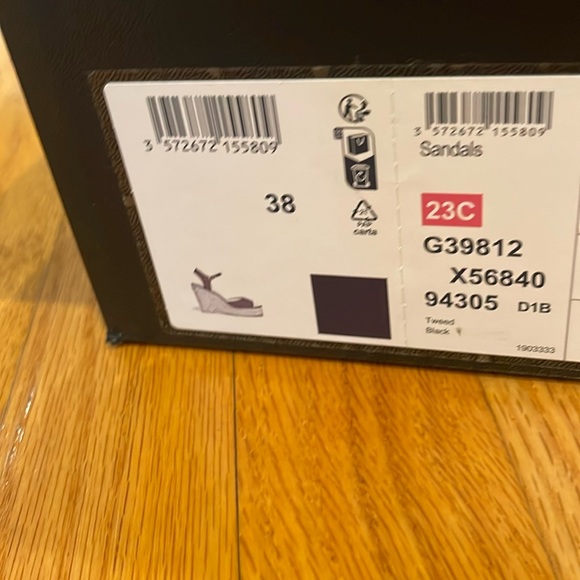 3 572672 155809
38
PAP
carta
3 572672 155809
Sandals
23C
G39812
X56840
94305 D1B
Tweed
Black
1903333